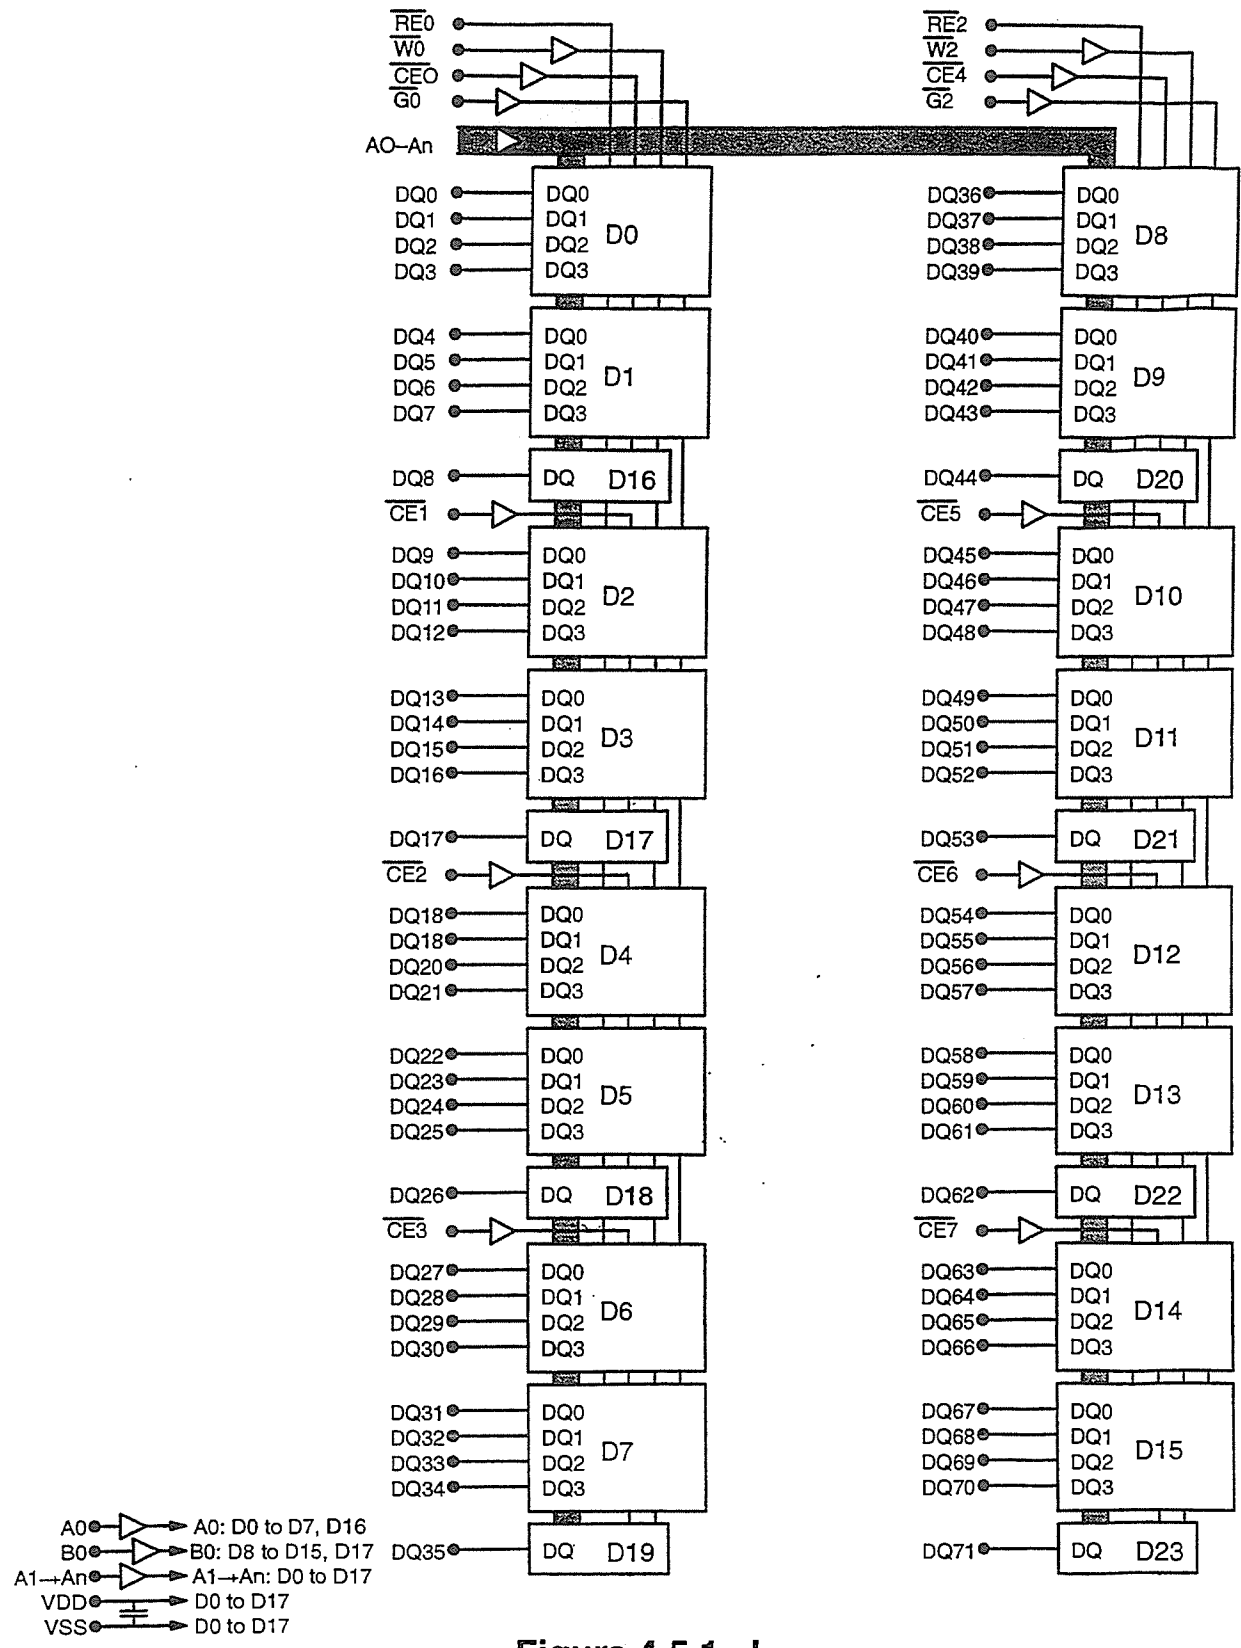 RE0
W0
CEO
G0
AO–An
DQ0 DQ0
DQ1 DQ1
DQ2 DQ2
DQ3 DQ3
D0
DQ4 DQ0
DQ5 DQ1
DQ6 DQ2
DQ7 DQ3
D1
DQ8 DQ D16
CE1
DQ9 DQ0
DQ10 DQ1
DQ11 DQ2
DQ12 DQ3
D2
DQ13 DQ0
DQ14 DQ1
DQ15 DQ2
DQ16 DQ3
D3
DQ17 DQ D17
CE2
DQ18 DQ0
DQ18 DQ1
DQ20 DQ2
DQ21 DQ3
D4
DQ22 DQ0
DQ23 DQ1
DQ24 DQ2
DQ25 DQ3
D5
DQ26 DQ D18
CE3
DQ27 DQ0
DQ28 DQ1
DQ29 DQ2
DQ30 DQ3
D6
DQ31 DQ0
DQ32 DQ1
DQ33 DQ2
DQ34 DQ3
D7
DQ35 DQ D19
RE2
W2
CE4
G2
DQ36 DQ0
DQ37 DQ1
DQ38 DQ2
DQ39 DQ3
D8
DQ40 DQ0
DQ41 DQ1
DQ42 DQ2
DQ43 DQ3
D9
DQ44 DQ D20
CE5
DQ45 DQ0
DQ46 DQ1
DQ47 DQ2
DQ48 DQ3
D10
DQ49 DQ0
DQ50 DQ1
DQ51 DQ2
DQ52 DQ3
D11
DQ53 DQ D21
CE6
DQ54 DQ0
DQ55 DQ1
DQ56 DQ2
DQ57 DQ3
D12
DQ58 DQ0
DQ59 DQ1
DQ60 DQ2
DQ61 DQ3
D13
DQ62 DQ D22
CE7
DQ63 DQ0
DQ64 DQ1
DQ65 DQ2
DQ66 DQ3
D14
DQ67 DQ0
DQ68 DQ1
DQ69 DQ2
DQ70 DQ3
D15
DQ71 DQ D23
A0 A0: D0 to D7, D16
B0 B0: D8 to D15, D17
A1→An A1→An: D0 to D17
VDD D0 to D17
VSS D0 to D17